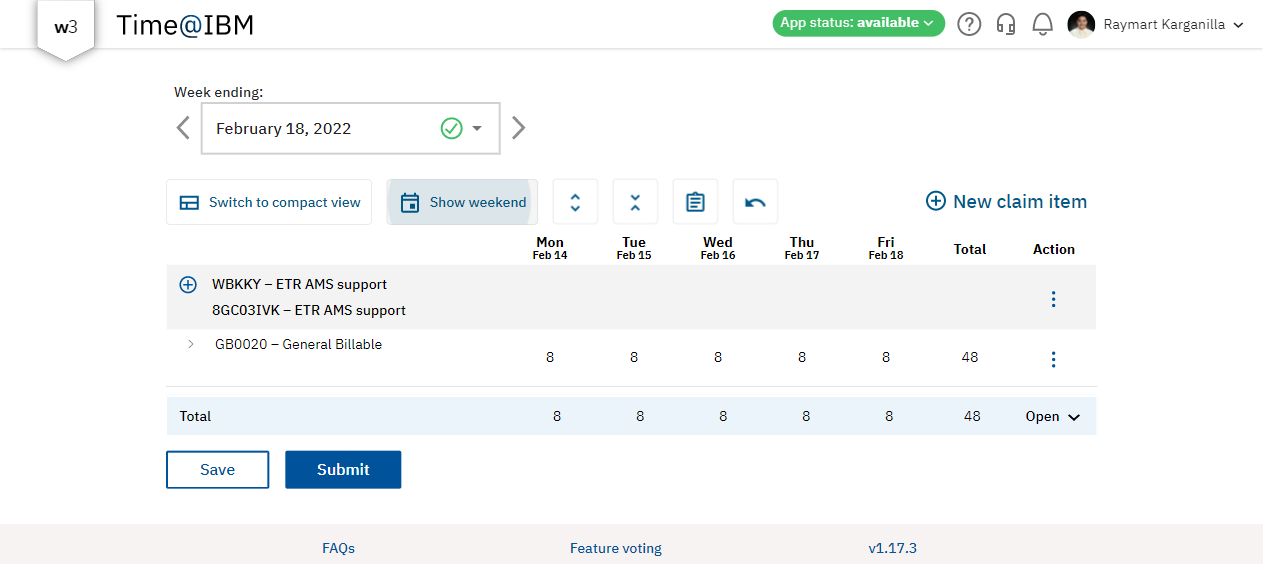 w3
Time@IBM
App status: available
Raymart Karganilla
Week ending:
February 18, 2022
Switch to compact view
Show weekend
New claim item
Mon Tue Wed Thu Fri Total Action
Feb 14 Feb 15 Feb 16 Feb 17 Feb 18
WBKKY – ETR AMS support
8GC03IVK – ETR AMS support
GB0020 – General Billable
8 8 8 8 8 48
Total 8 8 8 8 8 48 Open
Save Submit
FAQs Feature voting v1.17.3